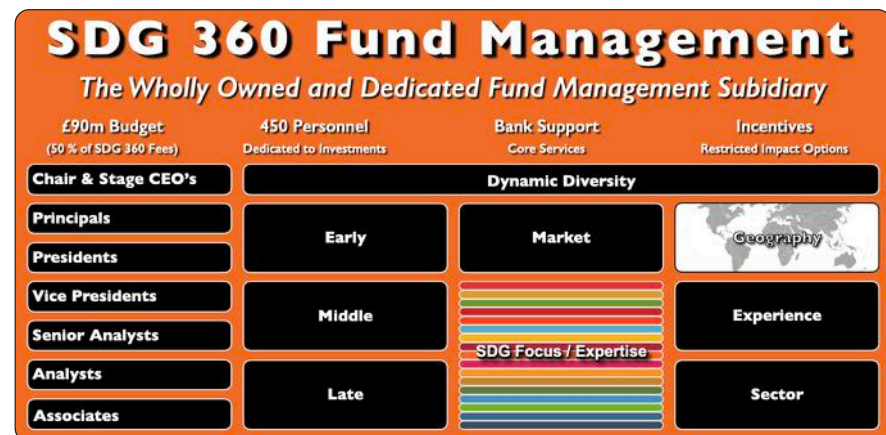 SDG 360 Fund Management
The Wholly Owned and Dedicated Fund Management Subidiary
£90m Budget
(50 % of SDG 360 Fees)
450 Personnel
Dedicated to Investments
Bank Support
Core Services
Incentives
Restricted Impact Options
Chair & Stage CEO's
Dynamic Diversity
Principals
Presidents
Early
Market
Geography
Vice Presidents
Senior Analysts
Middle
SDG Focus / Expertise
Experience
Analysts
Associates
Late
Sector